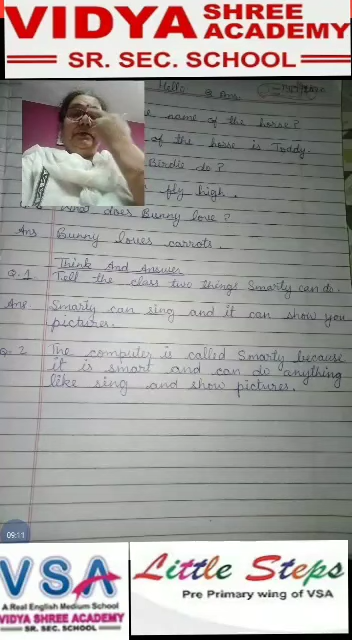 VIDYA SHREE ACADEMY
SR. SEC. SCHOOL
Hello
name of the horse?
of the horse is Toddy.
Birdie do?
fly high.
does Bunny love?
Ans Bunny loves carrots.
Think And Answer
Q.1 Tell the class two things Smarty can do.
Ans Smarty can sing and it can show you
pictures.
Q.2 The computer is called Smarty because
it is smart and can do anything
like sing and show pictures.
09:11
VSA
A Real English Medium School
VIDYA SHREE ACADEMY
SR. SEC. SCHOOL
Little Steps
Pre Primary wing of VSA